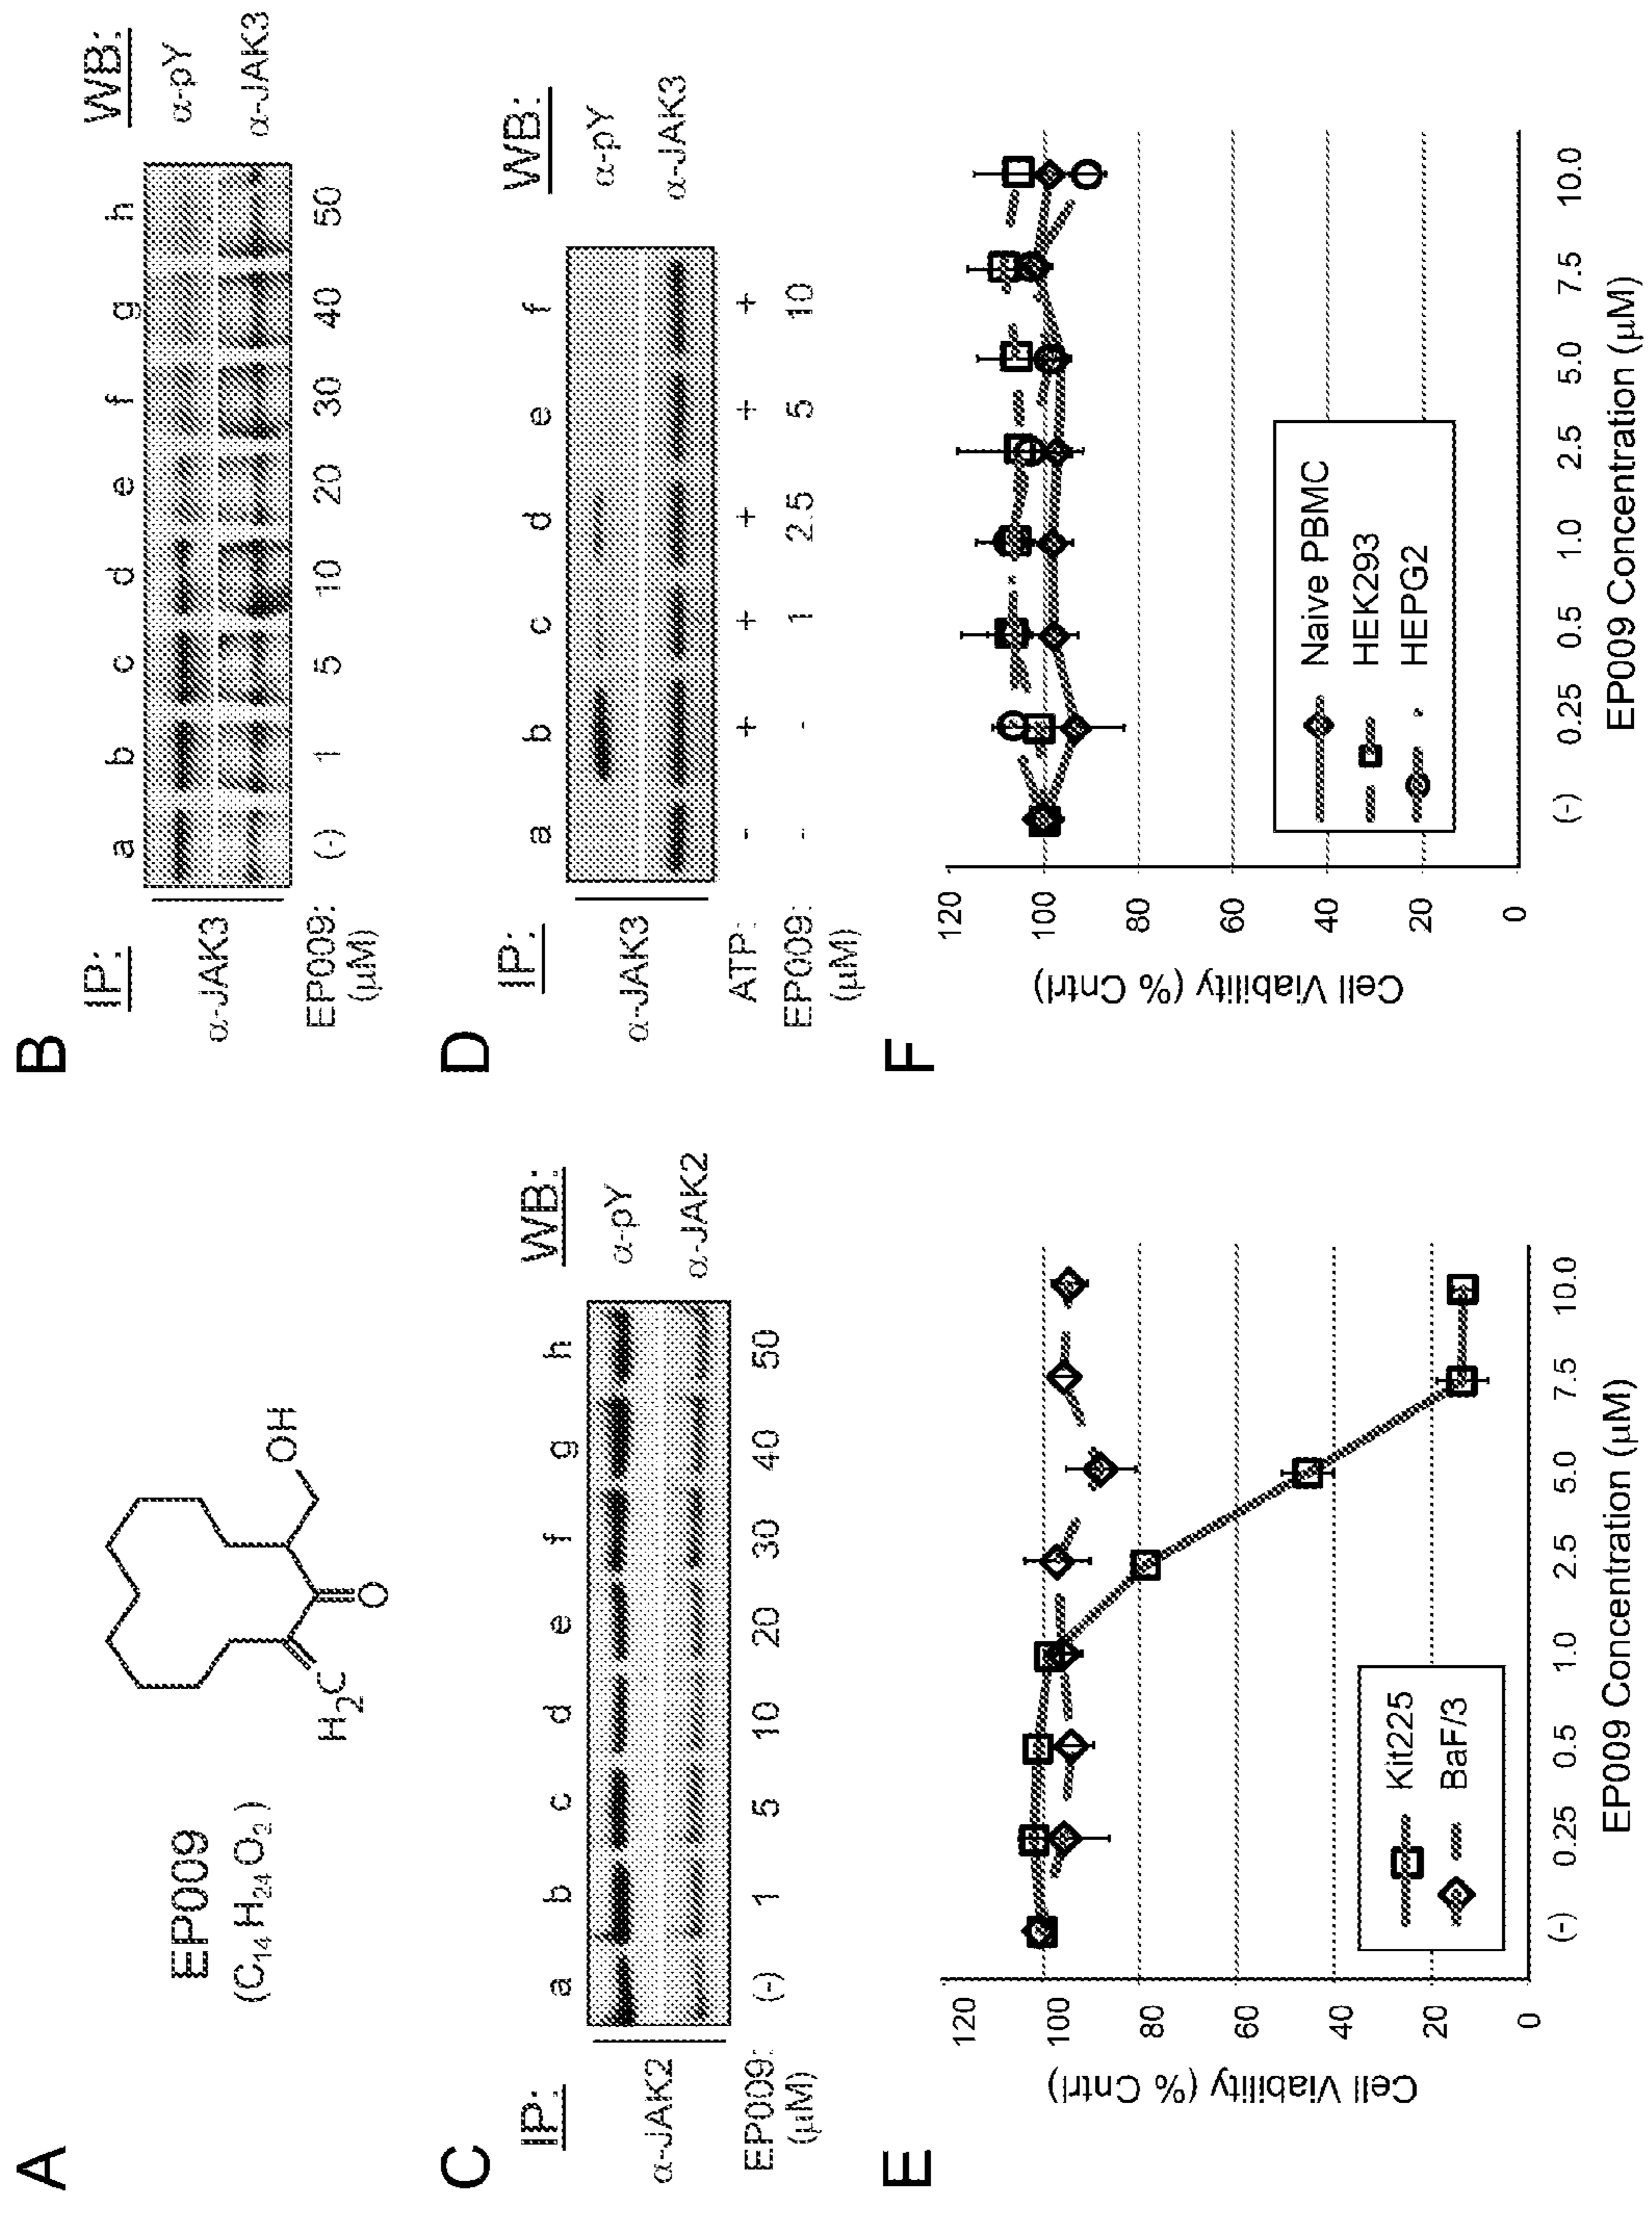 A
EP009
(C14 H24 O2)
H2C
O
OH
B
IP:
WB:
a b c d e f g h
α-JAK3
α-pY
α-JAK3
EP009: (-) 1 5 10 20 30 40 50
(μM)
C
IP:
WB:
a b c d e f g h
α-JAK2
α-pY
α-JAK2
EP009: (-) 1 5 10 20 30 40 50
(μM)
D
IP:
WB:
a b c d e f
α-JAK3
α-pY
α-JAK3
ATP: - + + + + +
EP009: - - 1 2.5 5 10
(μM)
E
Cell Viability (% Cntrl)
120
100
80
60
40
20
0
Kit225
BaF/3
(-) 0.25 0.5 1.0 2.5 5.0 7.5 10.0
EP009 Concentration (μM)
F
Cell Viability (% Cntrl)
120
100
80
60
40
20
0
Naive PBMC
HEK293
HEPG2
(-) 0.25 0.5 1.0 2.5 5.0 7.5 10.0
EP009 Concentration (μM)